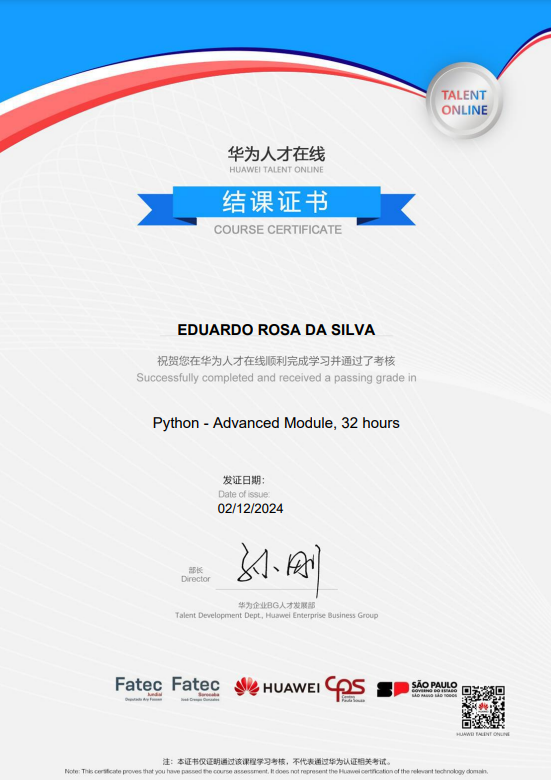 TALENT
ONLINE
华为人才在线
HUAWEI TALENT ONLINE
结课证书
COURSE CERTIFICATE
EDUARDO ROSA DA SILVA
祝贺您在华为人才在线顺利完成学习并通过了考核
Successfully completed and received a passing grade in
Python - Advanced Module, 32 hours
发证日期:
Date of issue:
02/12/2024
部长
Director
孙刚
华为企业BG人才发展部
Talent Development Dept., Huawei Enterprise Business Group
Fatec
Jundiaí
Deputado Ary Fossen
Fatec
Sorocaba
José Crespo Gonzales
HUAWEI
CPS
Centro
Paula Souza
SP
SÃO PAULO
GOVERNO DO ESTADO
SÃO PAULO SÃO TODOS
HUAWEI TALENT ONLINE
注：本证书仅证明通过该课程学习考核，不代表通过华为认证相关考试。
Note: This certificate proves that you have passed the course assessment. It does not represent the Huawei certification of the relevant technology domain.